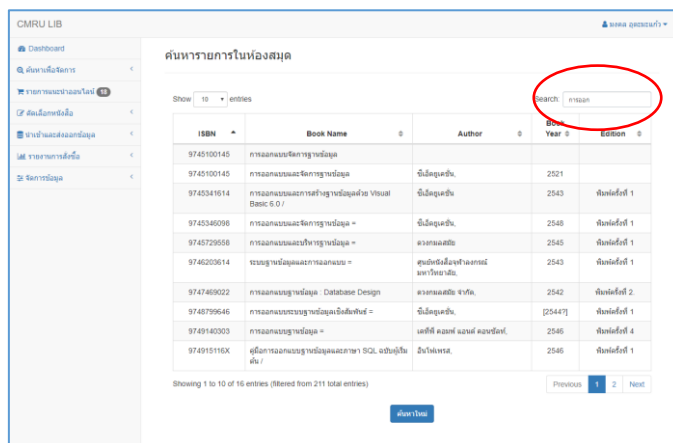 CMRU LIB
Dashboard
ค้นหารายการในห้องสมุด
ค้นหาเพื่อจัดการ
รายการแนะนำออนไลน์ 10
Show 10 entries
Search: การออก
คัดเลือกหนังสือ
นำเข้าและส่งออกข้อมูล
รายงานการสั่งซื้อ
จัดการข้อมูล
ISBN Book Name Author Book Year Edition
9745100145 การออกแบบจัดการฐานข้อมูล
9745100145 การออกแบบและจัดการฐานข้อมูล ซีเอ็ดยูเคชั่น, 2521
9745341614 การออกแบบและการสร้างฐานข้อมูลด้วย Visual Basic 6.0 / ซีเอ็ดยูเคชั่น, 2543 พิมพ์ครั้งที่ 1
9745346098 การออกแบบและจัดการฐานข้อมูล = ซีเอ็ดยูเคชั่น, 2548 พิมพ์ครั้งที่ 1
9745729558 การออกแบบและบริหารฐานข้อมูล = ดวงกมลสมัย 2545 พิมพ์ครั้งที่ 1
9746203614 ระบบฐานข้อมูลและการออกแบบ = ศูนย์หนังสือจุฬาลงกรณ์มหาวิทยาลัย, 2543 พิมพ์ครั้งที่ 1
9747469022 การออกแบบฐานข้อมูล : Database Design ดวงกมลสมัย จำกัด, 2542 พิมพ์ครั้งที่ 2.
9748799646 การออกแบบระบบฐานข้อมูลเชิงสัมพันธ์ = ซีเอ็ดยูเคชั่น, [2544?] พิมพ์ครั้งที่ 1
9749140303 การออกแบบฐานข้อมูล = เคทีพี คอมพ์ แอนด์ คอนซัลท์, 2546 พิมพ์ครั้งที่ 4
974915116X คู่มือการออกแบบฐานข้อมูลและภาษา SQL ฉบับผู้เริ่มต้น / อินโฟเพรส, 2546 พิมพ์ครั้งที่ 1
Showing 1 to 10 of 16 entries (filtered from 211 total entries)
Previous 1 2 Next
ค้นหาใหม่